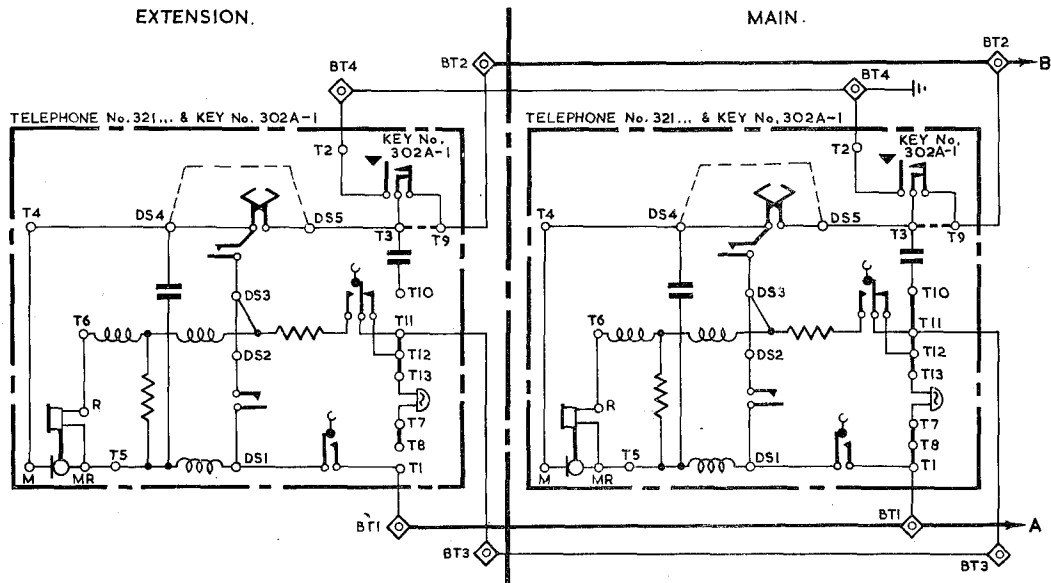 EXTENSION.
MAIN.
BT4
BT2
BT4
BT2
B
TELEPHONE No. 321... & KEY No. 302A-1
TELEPHONE No. 321... & KEY No. 302A-1
T2
KEY No.
302A-1
T2
KEY No.
302A-1
T4
DS4
DS5
T3
T9
T4
DS4
DS5
T3
T9
DS3
C
T10
DS3
C
T10
T6
T11
T6
T11
DS2
T12
DS2
T12
T13
T13
R
C
T7
R
C
T7
T8
T8
M
MR
T5
DS1
T1
M
MR
T5
DS1
T1
BT1
BT1
A
BT3
BT3